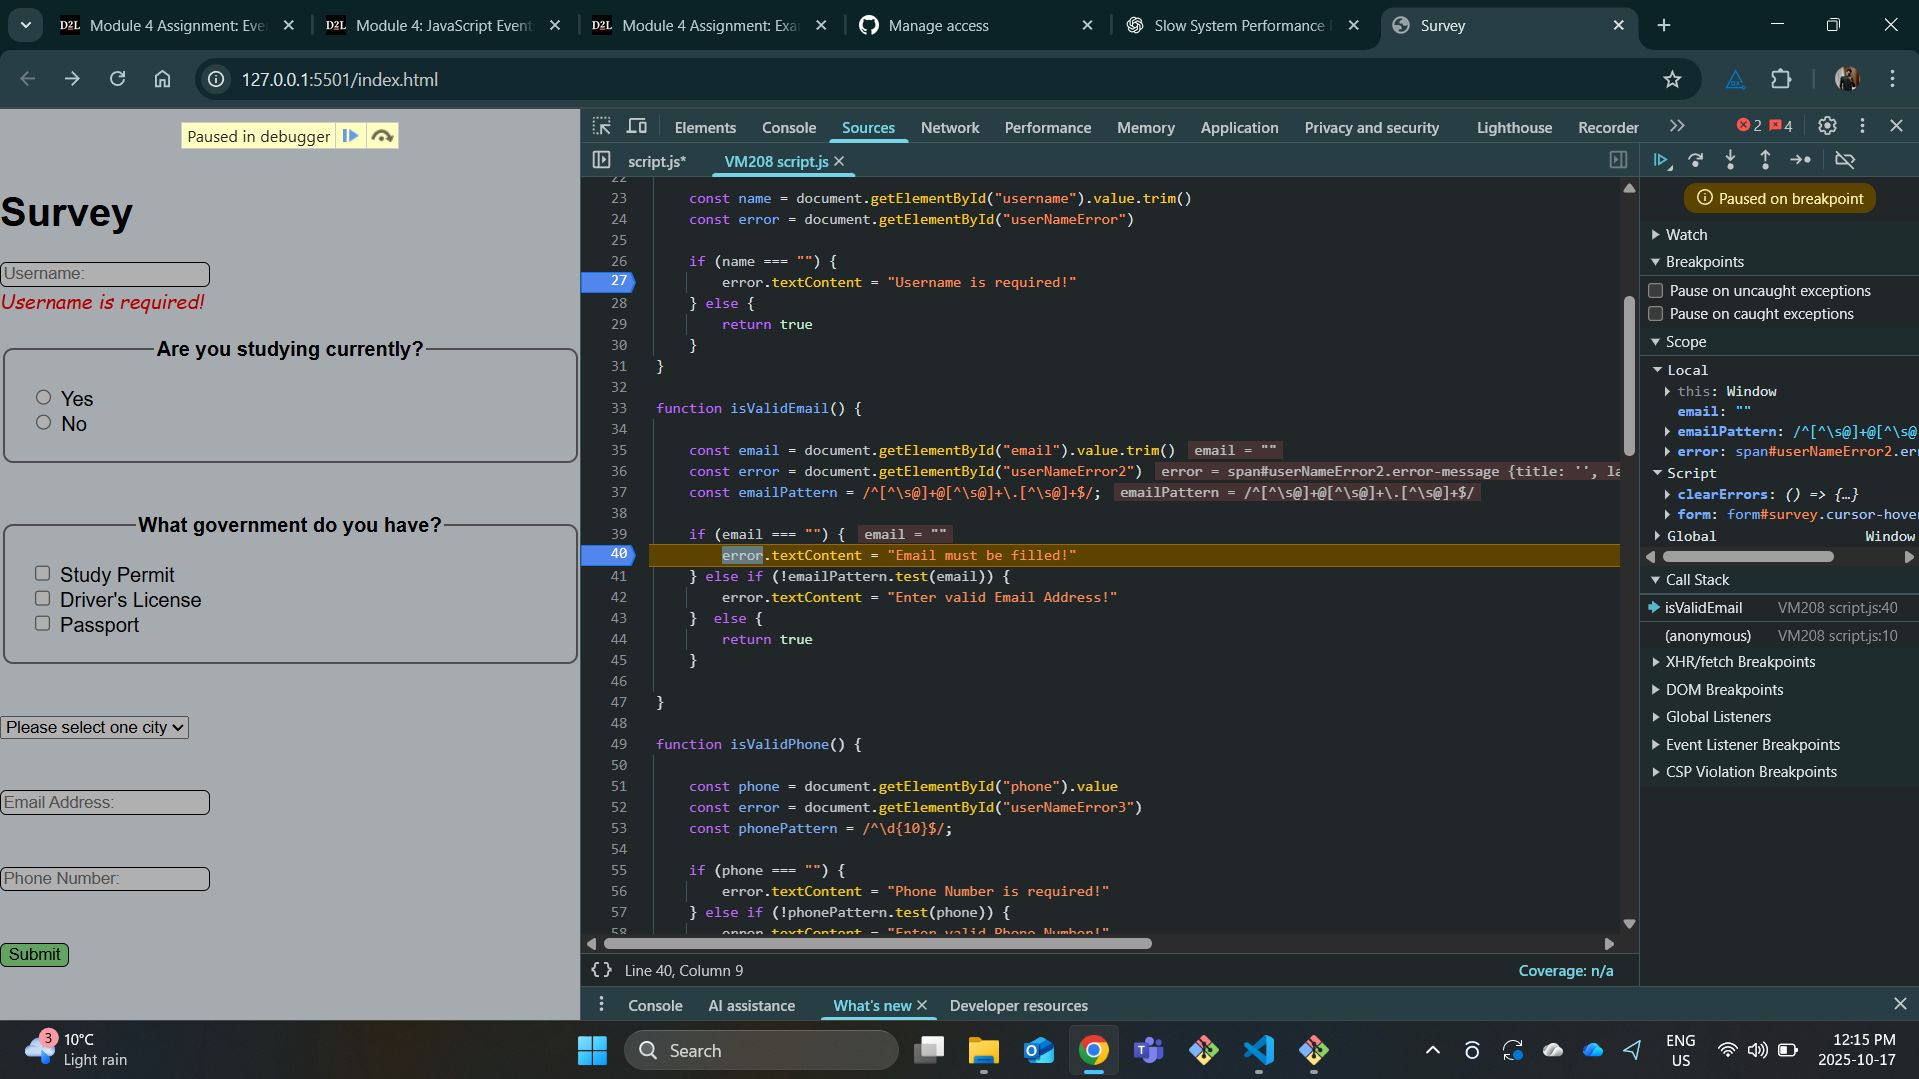 Module 4 Assignment: Eve
Module 4: JavaScript Event
Module 4 Assignment: Exa
Manage access
Slow System Performance
Survey
127.0.0.1:5501/index.html
Paused in debugger
Survey
Username:
Username is required!
Are you studying currently?
Yes
No
What government do you have?
Study Permit
Driver's License
Passport
Please select one city
Email Address:
Phone Number:
Submit
Elements Console Sources Network Performance Memory Application Privacy and security Lighthouse Recorder 2 4
script.js* VM208 script.js
22
23 const name = document.getElementById("username").value.trim()
24 const error = document.getElementById("userNameError")
25
26 if (name === "") {
27 error.textContent = "Username is required!"
28 } else {
29 return true
30 }
31 }
32
33 function isValidEmail() {
34
35 const email = document.getElementById("email").value.trim() email = ""
36 const error = document.getElementById("userNameError2") error = span#userNameError2.error-message {title: '', la
37 const emailPattern = /^[^\s@]+@[^\s@]+\.[^\s@]+$/; emailPattern = /^[^\s@]+@[^\s@]+\.[^\s@]+$/
38
39 if (email === "") { email = ""
40 error.textContent = "Email must be filled!"
41 } else if (!emailPattern.test(email)) {
42 error.textContent = "Enter valid Email Address!"
43 } else {
44 return true
45 }
46
47 }
48
49 function isValidPhone() {
50
51 const phone = document.getElementById("phone").value
52 const error = document.getElementById("userNameError3")
53 const phonePattern = /^\d{10}$/;
54
55 if (phone === "") {
56 error.textContent = "Phone Number is required!"
57 } else if (!phonePattern.test(phone)) {
58 error.textContent = "Enter valid Phone Number!"
{} Line 40, Column 9 Coverage: n/a
Console AI assistance What's new Developer resources
Paused on breakpoint
Watch
Breakpoints
Pause on uncaught exceptions
Pause on caught exceptions
Scope
Local
this: Window
email: ""
emailPattern: /^[^\s@]+@[^\s@
error: span#userNameError2.er
Script
clearErrors: () => {…}
form: form#survey.cursor-hover
Global Window
Call Stack
isValidEmail VM208 script.js:40
(anonymous) VM208 script.js:10
XHR/fetch Breakpoints
DOM Breakpoints
Global Listeners
Event Listener Breakpoints
CSP Violation Breakpoints
3
10°C
Light rain
Search
ENG
US
12:15 PM
2025-10-17